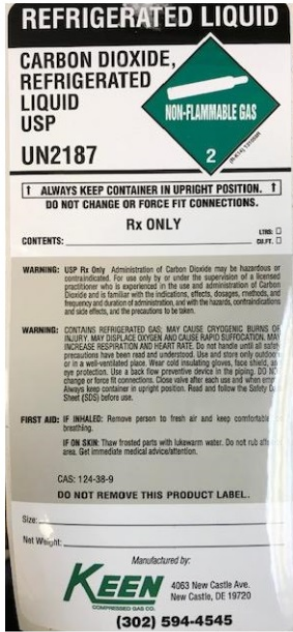 REFRIGERATED LIQUID
CARBON DIOXIDE,
REFRIGERATED
LIQUID
USP
UN2187
NON-FLAMMABLE GAS
2
↑ ALWAYS KEEP CONTAINER IN UPRIGHT POSITION. ↑
DO NOT CHANGE OR FORCE FIT CONNECTIONS.
Rx ONLY
LTRS:
CONTENTS:
CU.FT.
WARNING: USP Rx Only Administration of Carbon Dioxide may be hazardous or
contraindicated. For use only by or under the supervision of a licensed
practitioner who is experienced in the use and administration of Carbon
Dioxide and is familiar with the indications, effects, dosages, methods, and
frequency and duration of administration, and with the hazards, contraindications
and side effects, and the precautions to be taken.
WARNING: CONTAINS REFRIGERATED GAS; MAY CAUSE CRYOGENIC BURNS OR
INJURY. MAY DISPLACE OXYGEN AND CAUSE RAPID SUFFOCATION. MAY
INCREASE RESPIRATION AND HEART RATE. Do not handle until all safety
precautions have been read and understood. Use and store only outdoors
or in a well-ventilated place. Wear cold insulating gloves, face shield,
eye protection. Use a back flow preventive device in the piping. DO NOT
change or force fit connections. Close valve after each use and when
Always keep container in upright position. Read and follow the Safety
Sheet (SDS) before use.
FIRST AID: IF INHALED: Remove person to fresh air and keep comfortable
breathing.
IF ON SKIN: Thaw frosted parts with lukewarm water. Do not rub
area. Get immediate medical advice/attention.
CAS: 124-38-9
DO NOT REMOVE THIS PRODUCT LABEL.
Size:
Net Weight:
Manufactured by:
KEEN
COMPRESSED GAS CO.
4063 New Castle Ave.
New Castle, DE 19720
(302) 594-4545